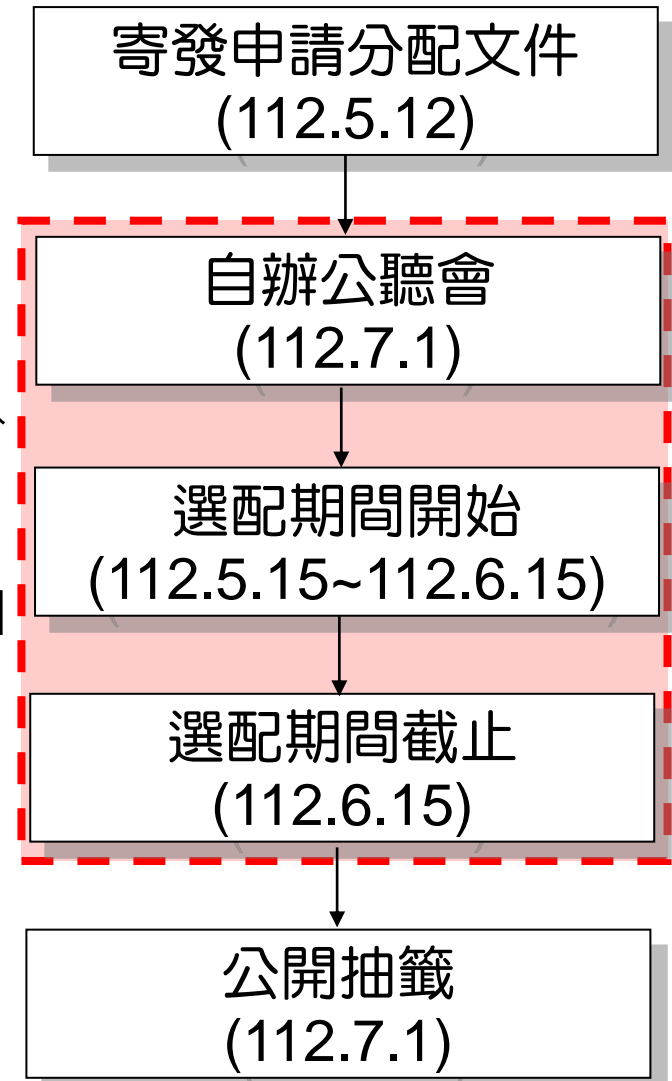 寄發申請分配文件
(112.5.12)
自辦公聽會
(112.7.1)
選配期間開始
(112.5.15~112.6.15)
選配期間截止
(112.6.15)
公開抽籤
(112.7.1)